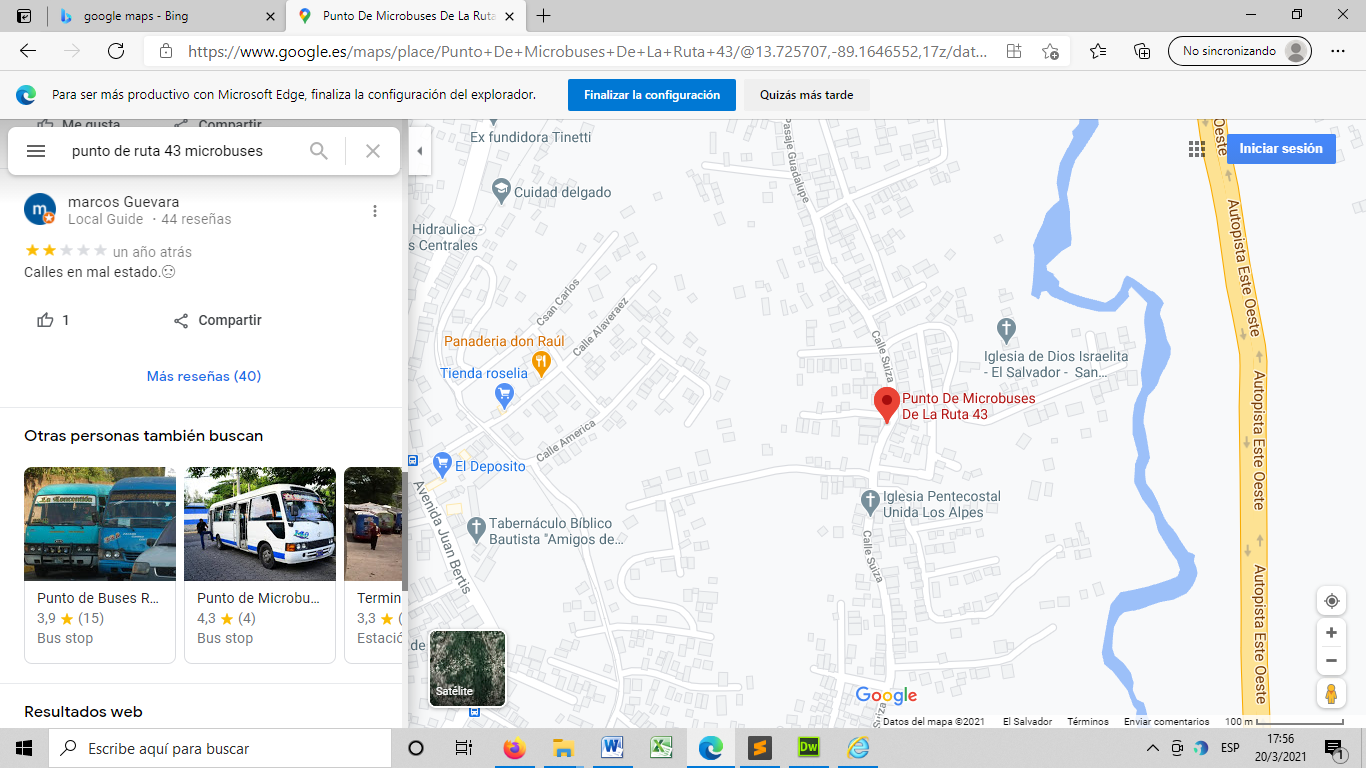 google maps - Bing
Punto De Microbuses De La Ruta
https://www.google.es/maps/place/Punto+De+Microbuses+De+La+Ruta+43/@13.725707,-89.1646552,17z/dat...
No sincronizando
Para ser más productivo con Microsoft Edge, finaliza la configuración del explorador.
Finalizar la configuración
Quizás más tarde
Me gusta
Compartir
punto de ruta 43 microbuses
m
marcos Guevara
Local Guide · 44 reseñas
un año atrás
Calles en mal estado.
1
Compartir
Más reseñas (40)
Otras personas también buscan
Punto de Buses R...
3,9 (15)
Bus stop
Punto de Microbu...
4,3 (4)
Bus stop
Termin
3,3 (
Estació
Resultados web
Ex fundidora Tinetti
Cuidad delgado
Hidraulica -
s Centrales
Csan Carlos
Calle Alaveraez
Panaderia don Raúl
Tienda roselia
Calle America
El Deposito
Avenida Juan Bertis
Tabernáculo Bíblico
Bautista "Amigos de...
de
Satélite
Pasaje Guadalupe
Calle Suiza
Iglesia de Dios Israelita
- El Salvador - San...
Punto De Microbuses
De La Ruta 43
Iglesia Pentecostal
Unida Los Alpes
Calle Suiza
Calle Suiza
Oeste
Oeste
Autopista Este Oeste
Autopista Este Oeste
Autopista Este Oeste
Iniciar sesión
Google
Datos del mapa ©2021
El Salvador
Términos
Enviar comentarios
100 m
Escribe aquí para buscar
W
X
S
Dw
ESP
17:56
20/3/2021
1